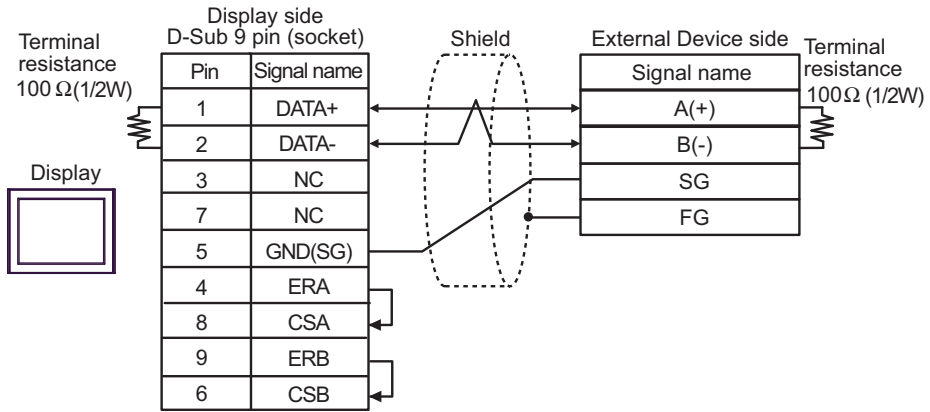 Display side
D-Sub 9 pin (socket)
Shield
External Device side
Terminal
resistance
100 Ω(1/2W)
Terminal
resistance
100Ω (1/2W)
Pin Signal name
Signal name
1 DATA+
A(+)
2 DATA-
B(-)
3 NC
SG
7 NC
FG
5 GND(SG)
4 ERA
8 CSA
9 ERB
6 CSB
Display